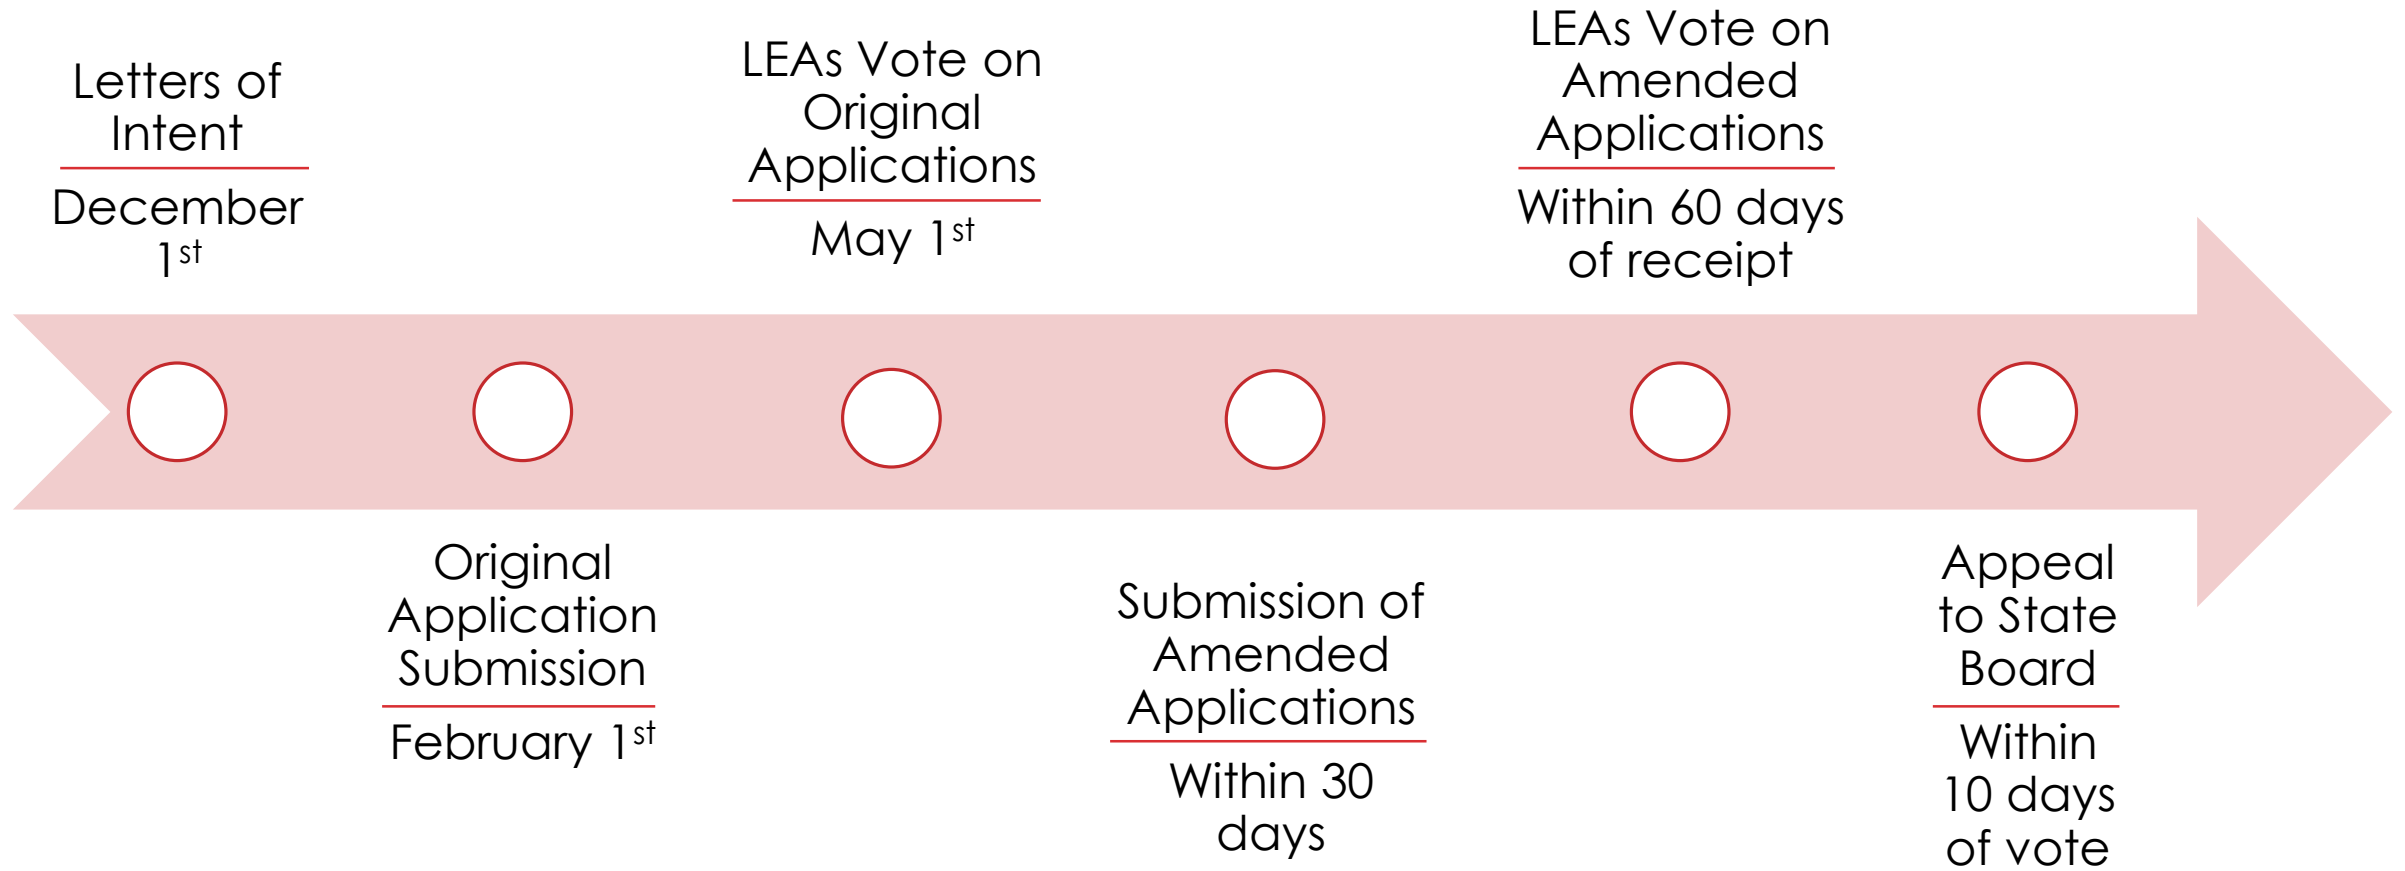 Letters of
Intent
December
1st
Original
Application
Submission
February 1st
LEAs Vote on
Original
Applications
May 1st
Submission of
Amended
Applications
Within 30
days
LEAs Vote on
Amended
Applications
Within 60 days
of receipt
Appeal
to State
Board
Within
10 days
of vote